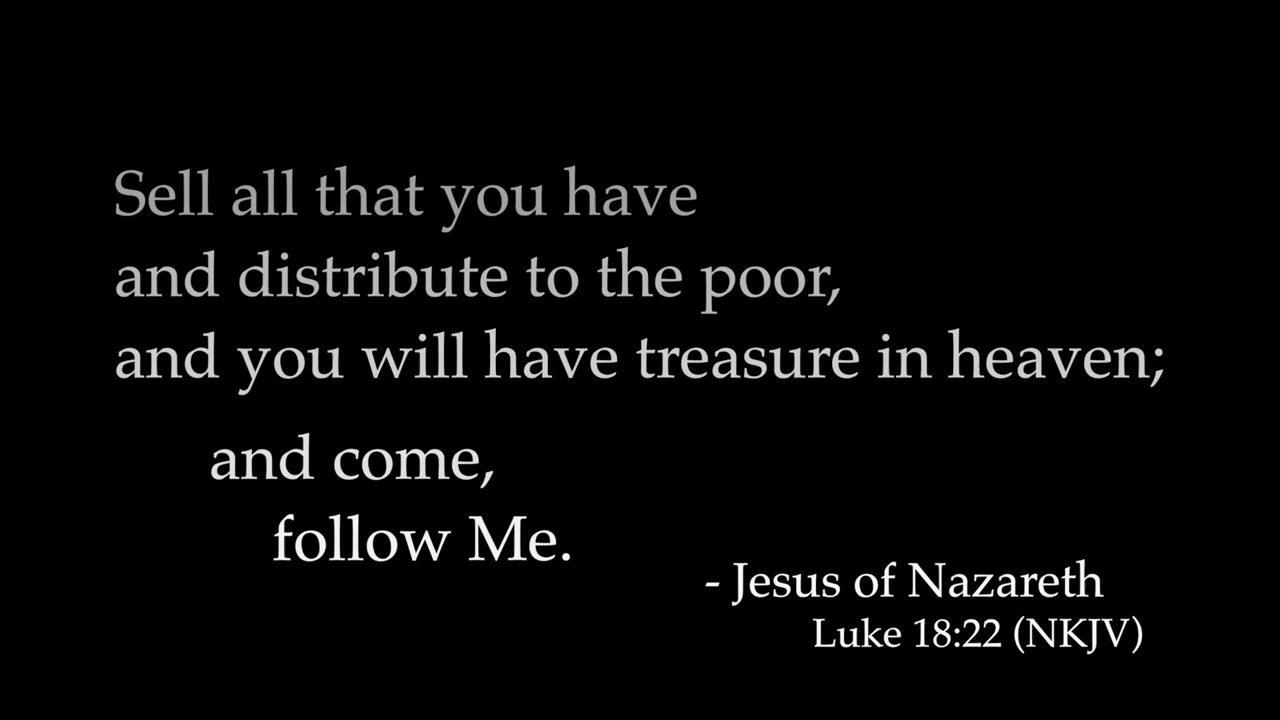 Sell all that you have
and distribute to the poor,
and you will have treasure in heaven;
and come,
follow Me.
- Jesus of Nazareth
Luke 18:22 (NKJV)